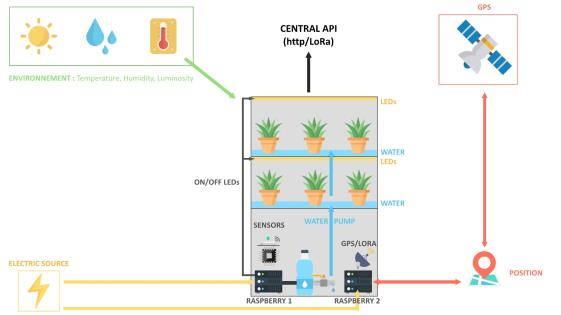 GPS
CENTRAL API
(http/LoRa)
ENVIRONNEMENT : Temperature, Humidity, Luminosity
LEDs
WATER
LEDs
ON/OFF LEDs
WATER
SENSORS
WATER PUMP
GPS/LORA
ELECTRIC SOURCE
POSITION
RASPBERRY 1
RASPBERRY 2